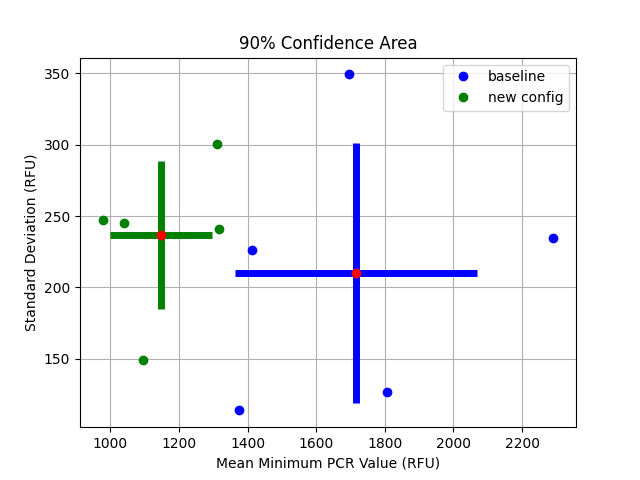 90% Confidence Area
baseline
new config
350
300
250
200
150
Standard Deviation (RFU)
1000 1200 1400 1600 1800 2000 2200
Mean Minimum PCR Value (RFU)